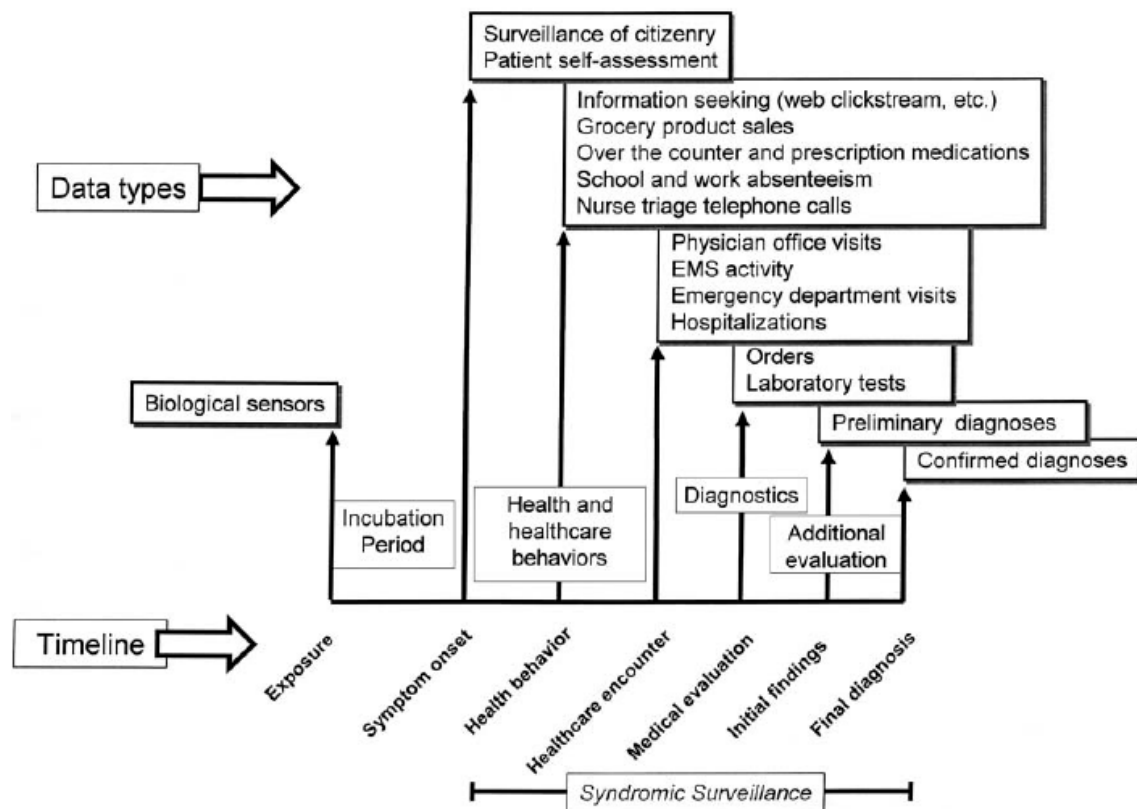 Surveillance of citizenry
Patient self-assessment
Information seeking (web clickstream, etc.)
Grocery product sales
Over the counter and prescription medications
School and work absenteeism
Nurse triage telephone calls
Data types
Physician office visits
EMS activity
Emergency department visits
Hospitalizations
Orders
Laboratory tests
Biological sensors
Preliminary diagnoses
Confirmed diagnoses
Incubation
Period
Health and
healthcare
behaviors
Diagnostics
Additional
evaluation
Timeline
Exposure
Symptom onset
Health behavior
Healthcare encounter
Medical evaluation
Initial findings
Final diagnosis
Syndromic Surveillance